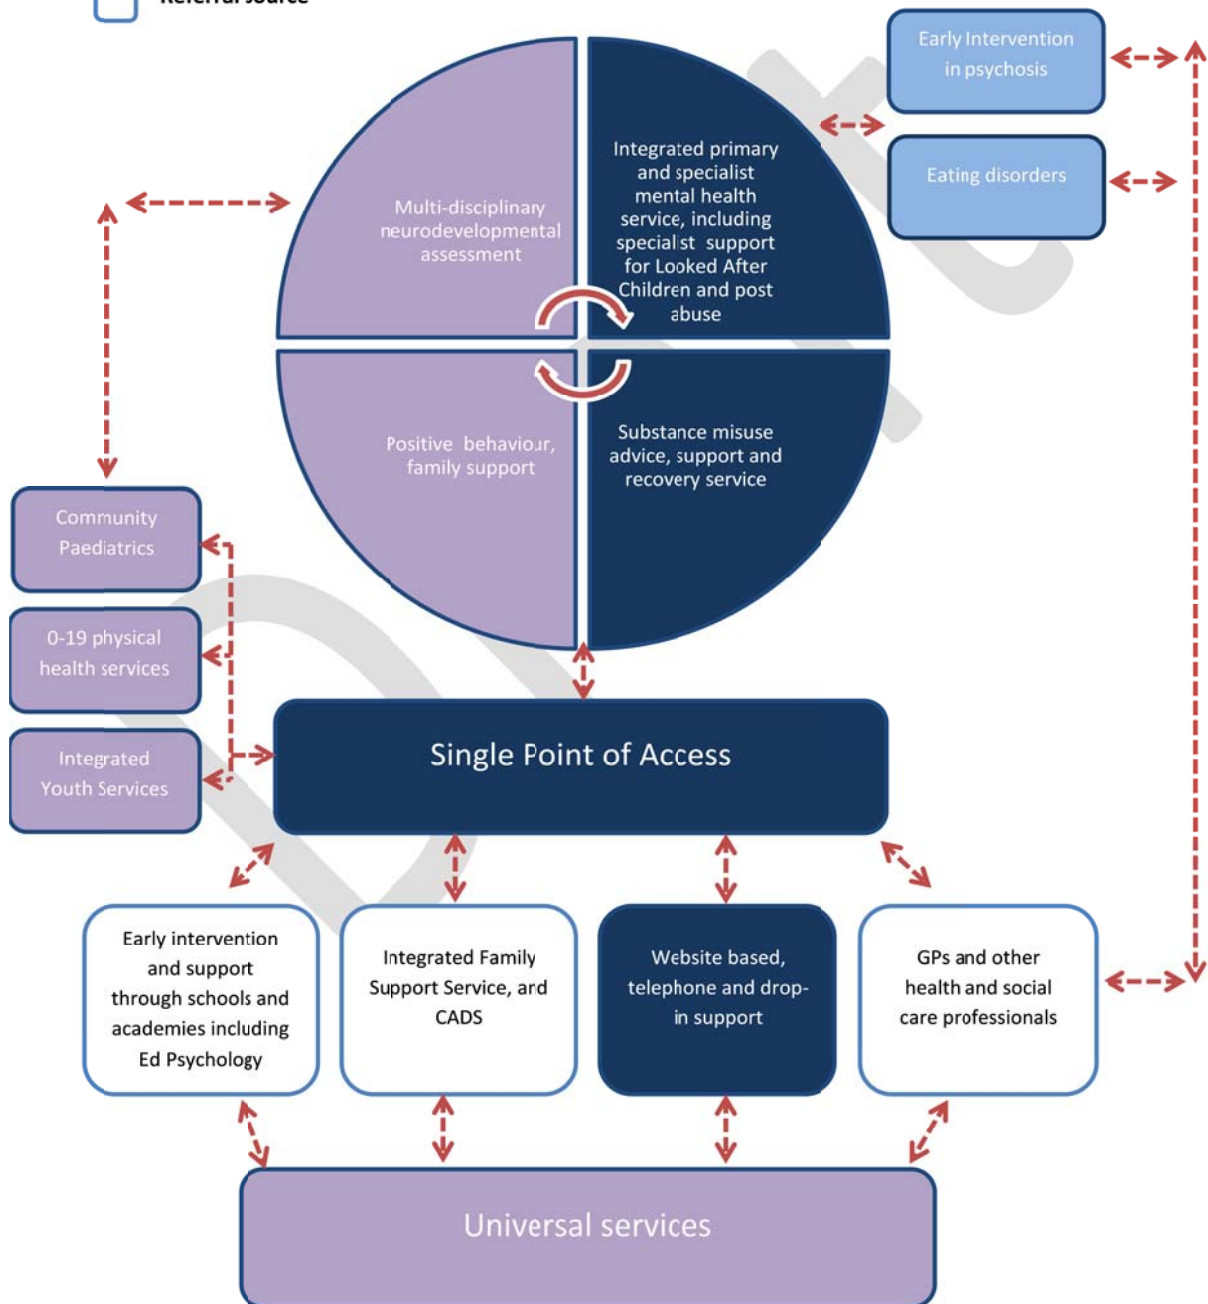 Referral source
Early Intervention
in psychosis
Eating disorders
Integrated primary
and specialist
mental health
service, including
specialist support
for Looked After
Children and post
abuse
Multi-disciplinary
neurodevelopmental
assessment
Positive behaviour,
family support
Substance misuse
advice, support and
recovery service
Community
Paediatrics
0-19 physical
health services
Integrated
Youth Services
Single Point of Access
Early intervention
and support
through schools and
academies including
Ed Psychology
Integrated Family
Support Service, and
CADS
Website based,
telephone and drop-
in support
GPs and other
health and social
care professionals
Universal services